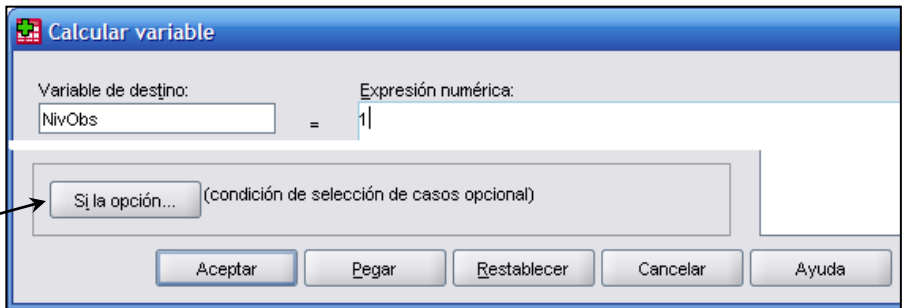 Calcular variable
Variable de destino:
Expresión numérica:
NivObs
=
1
Si la opción...
(condición de selección de casos opcional)
Aceptar
Pegar
Restablecer
Cancelar
Ayuda